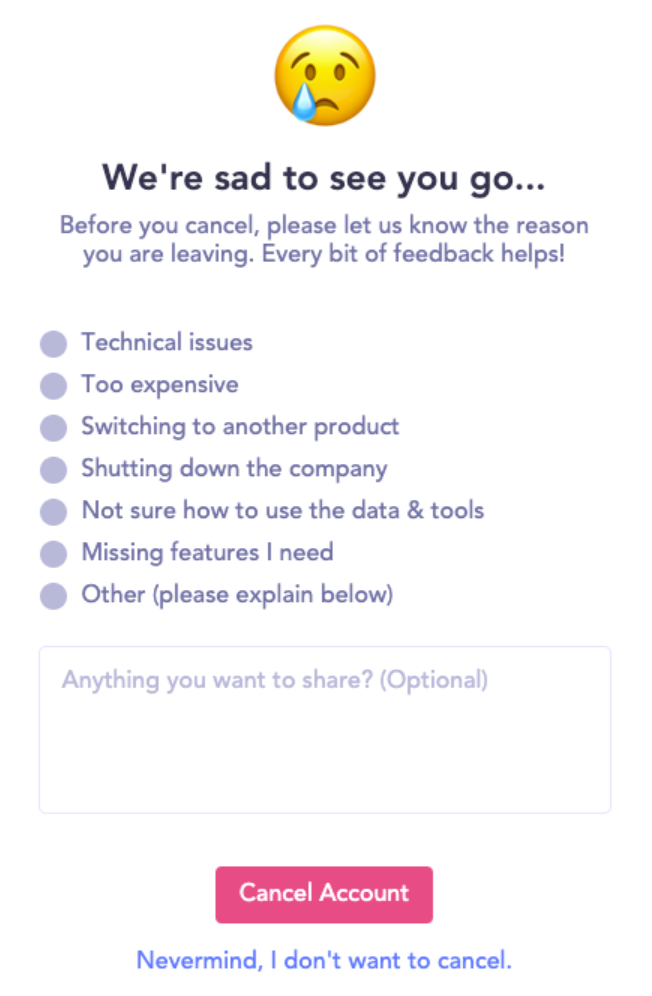 We're sad to see you go...
Before you cancel, please let us know the reason
you are leaving. Every bit of feedback helps!
Technical issues
Too expensive
Switching to another product
Shutting down the company
Not sure how to use the data & tools
Missing features I need
Other (please explain below)
Anything you want to share? (Optional)
Cancel Account
Nevermind, I don't want to cancel.